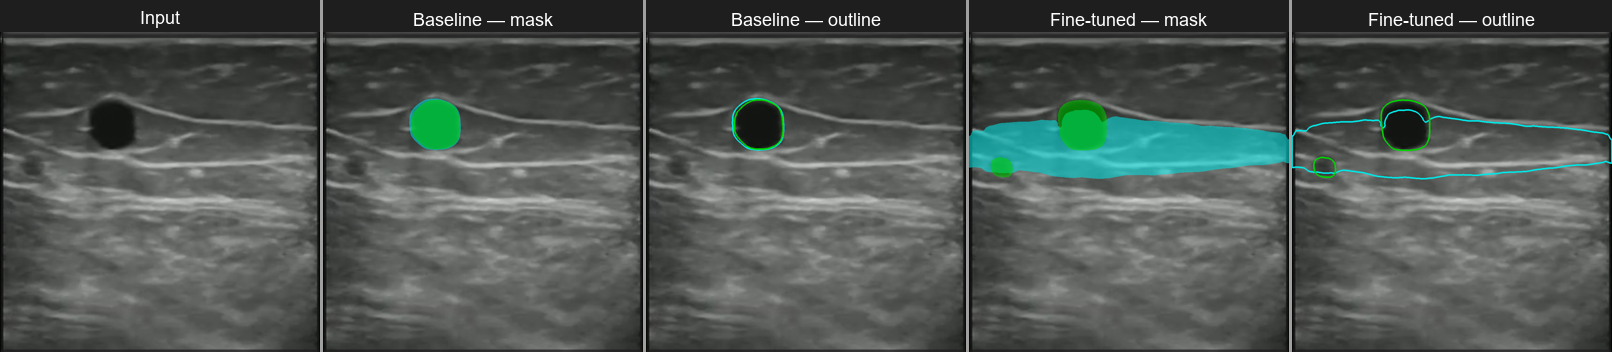 Input
Baseline — mask
Baseline — outline
Fine-tuned — mask
Fine-tuned — outline